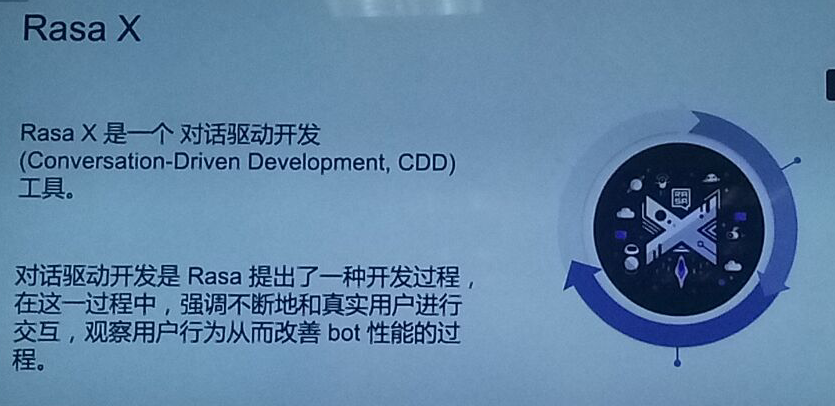 Rasa X
Rasa X 是一个 对话驱动开发
(Conversation-Driven Development, CDD)
工具。
RA
SA
对话驱动开发是 Rasa 提出了一种开发过程，
在这一过程中，强调不断地和真实用户进行
交互，观察用户行为从而改善 bot 性能的过
程。